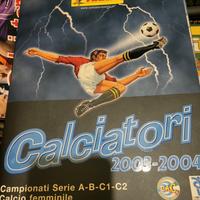 Calciatori
2003-2004
Campionati Serie A-B-C1-C2
Calcio femminile